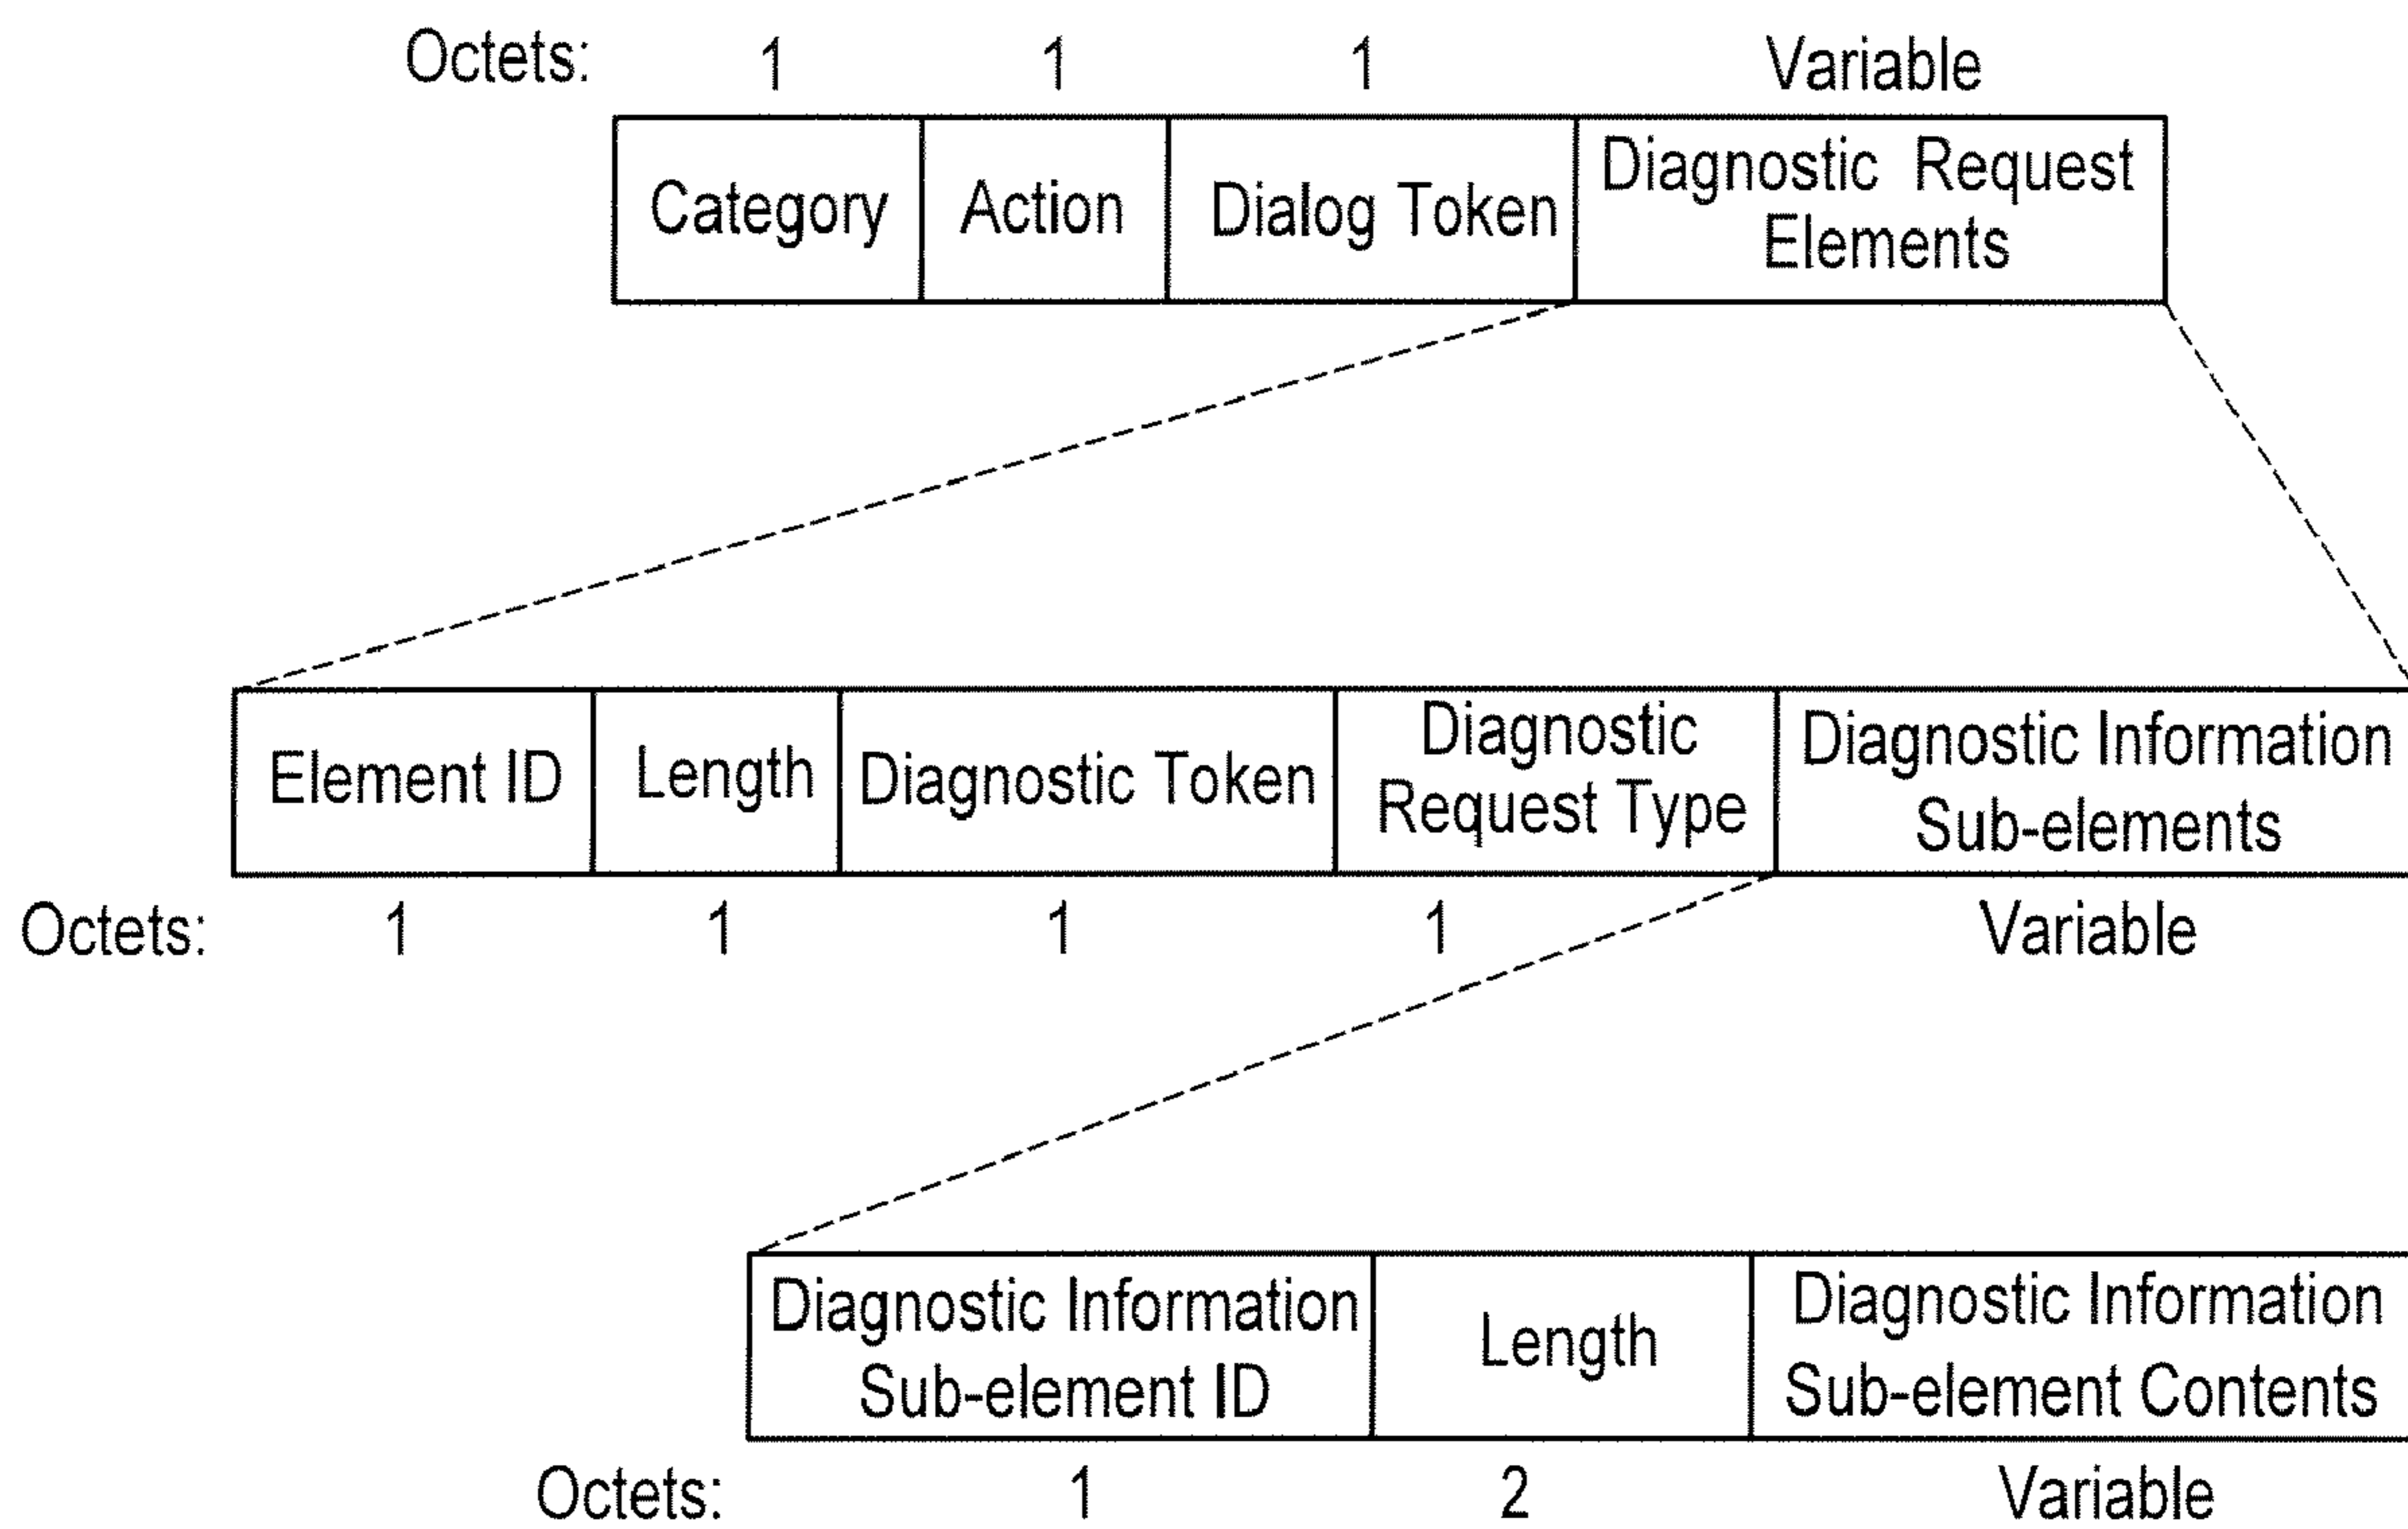 Octets: 1 1 1 Variable
Category Action Dialog Token Diagnostic Request
Elements
Element ID Length Diagnostic Token Diagnostic
Request Type Diagnostic Information
Sub-elements
Octets: 1 1 1 1 Variable
Diagnostic Information
Sub-element ID Length Diagnostic Information
Sub-element Contents
Octets: 1 2 Variable